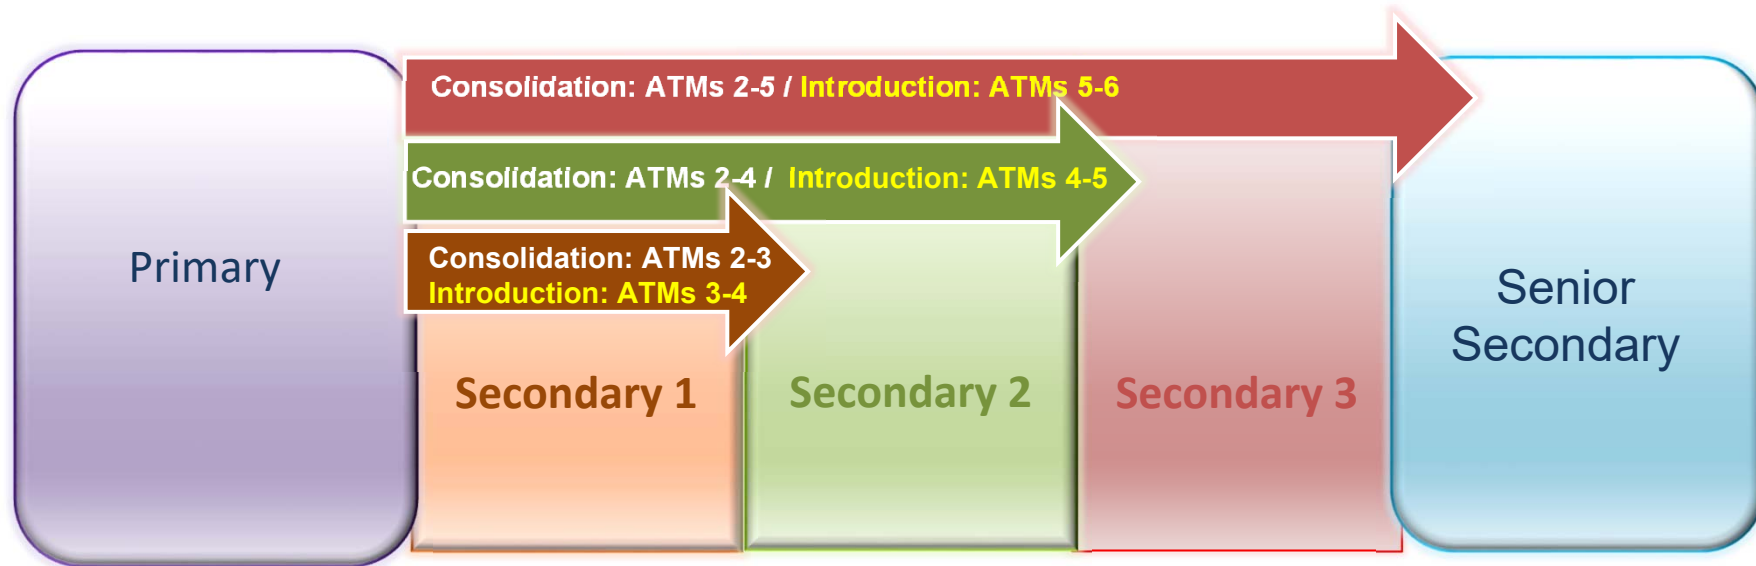 Consolidation: ATMs 2-5 / Introduction: ATMs 5-6
Consolidation: ATMs 2-4 / Introduction: ATMs 4-5
Consolidation: ATMs 2-3
Introduction: ATMs 3-4
Primary
Senior
Secondary
Secondary 1
Secondary 2
Secondary 3